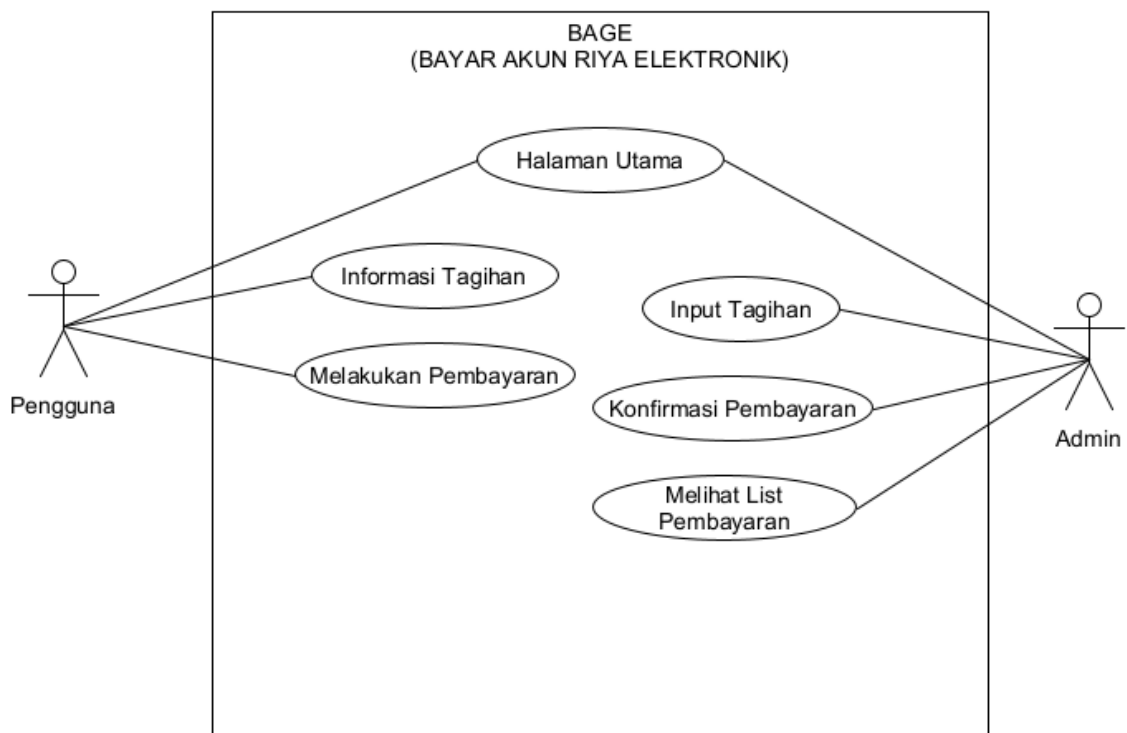 BAGE
(BAYAR AKUN RIYA ELEKTRONIK)
Halaman Utama
Informasi Tagihan
Input Tagihan
Melakukan Pembayaran
Pengguna
Konfirmasi Pembayaran
Admin
Melihat List
Pembayaran